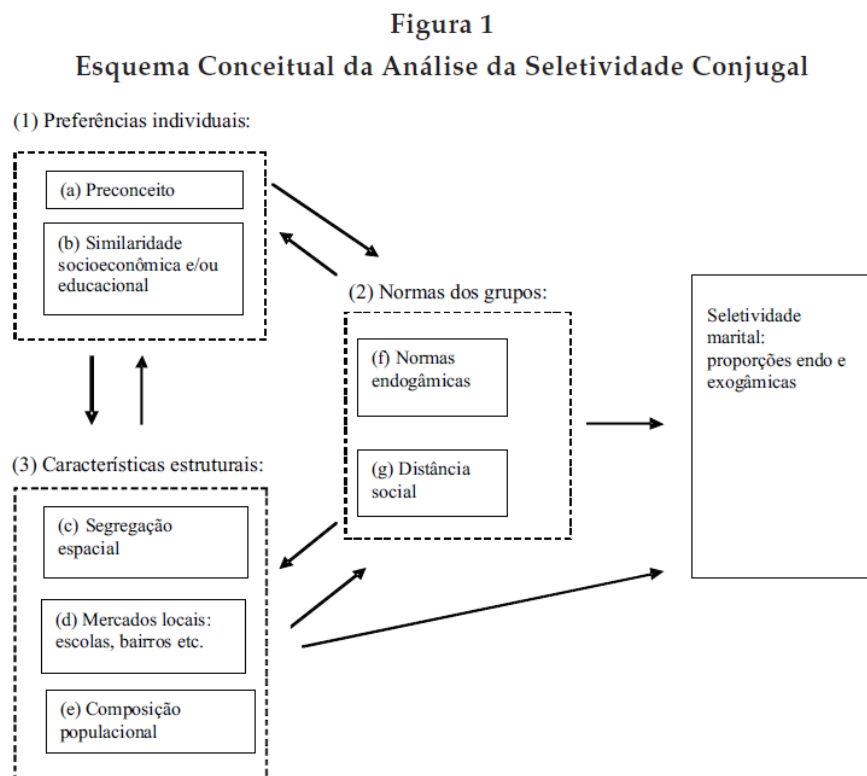 Figura 1
Esquema Conceitual da Análise da Seletividade Conjugal
(1) Preferências individuais:
(a) Preconceito
(b) Similaridade
socioeconômica e/ou
educacional
(2) Normas dos grupos:
(f) Normas
endogâmicas
(g) Distância
social
Seletividade
marital:
proporções endo e
exogâmicas
(3) Características estruturais:
(c) Segregação
espacial
(d) Mercados locais:
escolas, bairros etc.
(e) Composição
populacional